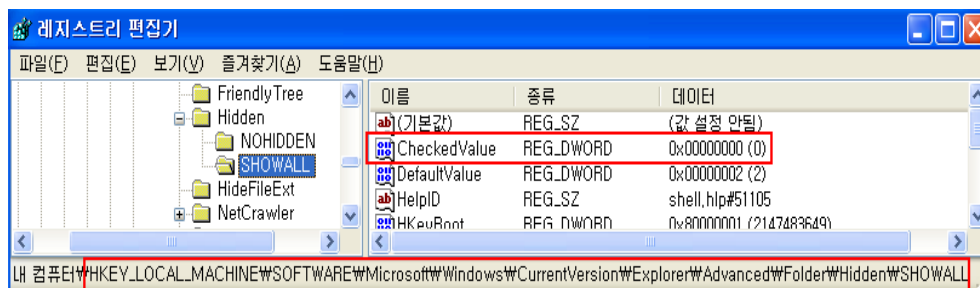 레지스트리 편집기
파일(F) 편집(E) 보기(V) 즐겨찾기(A) 도움말(H)
FriendlyTree
Hidden
NOHIDDEN
SHOWALL
HideFileExt
NetCrawler
이름 종류 데이터
(기본값) REG_SZ (값 설정 안됨)
CheckedValue REG_DWORD 0x00000000 (0)
DefaultValue REG_DWORD 0x00000002 (2)
HelpID REG_SZ shell.hlp#51105
HKeyRoot REG_DWORD 0x80000001 (2147483649)
내 컴퓨터₩HKEY_LOCAL_MACHINE₩SOFTWARE₩Microsoft₩Windows₩CurrentVersion₩Explorer₩Advanced₩Folder₩Hidden₩SHOWALL